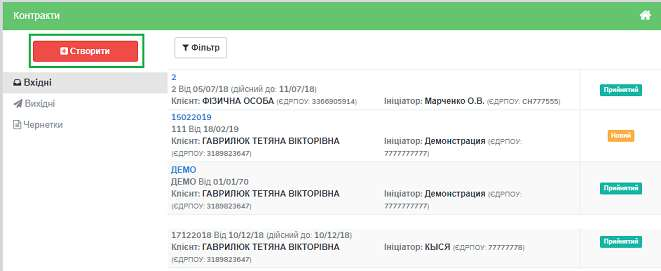 Контракти
Створити
Фільтр
Вхідні
Вихідні
Чернетки
2
2 Від 05/07/18 (дійсний до: 11/07/18)
Клієнт: ФІЗИЧНА ОСОБА (ЄДРПОУ: 3366905914) Ініціатор: Марченко О.В. (ЄДРПОУ: СН777555)
Прийнятий
15022019
111 Від 18/02/19
Клієнт: ГАВРИЛЮК ТЕТЯНА ВІКТОРІВНА Ініціатор: Демонстрация (ЄДРПОУ:
(ЄДРПОУ: 3189823647) 7777777777)
Новий
ДЕМО
ДЕМО Від 01/01/70
Клієнт: ГАВРИЛЮК ТЕТЯНА ВІКТОРІВНА Ініціатор: Демонстрация (ЄДРПОУ:
(ЄДРПОУ: 3189823647) 7777777777)
Прийнятий
17122018 Від 10/12/18 (дійсний до: 10/12/18)
Клієнт: ГАВРИЛЮК ТЕТЯНА ВІКТОРІВНА Ініціатор: КЫСЯ (ЄДРПОУ: 77777778)
(ЄДРПОУ: 3189823647)
Прийнятий